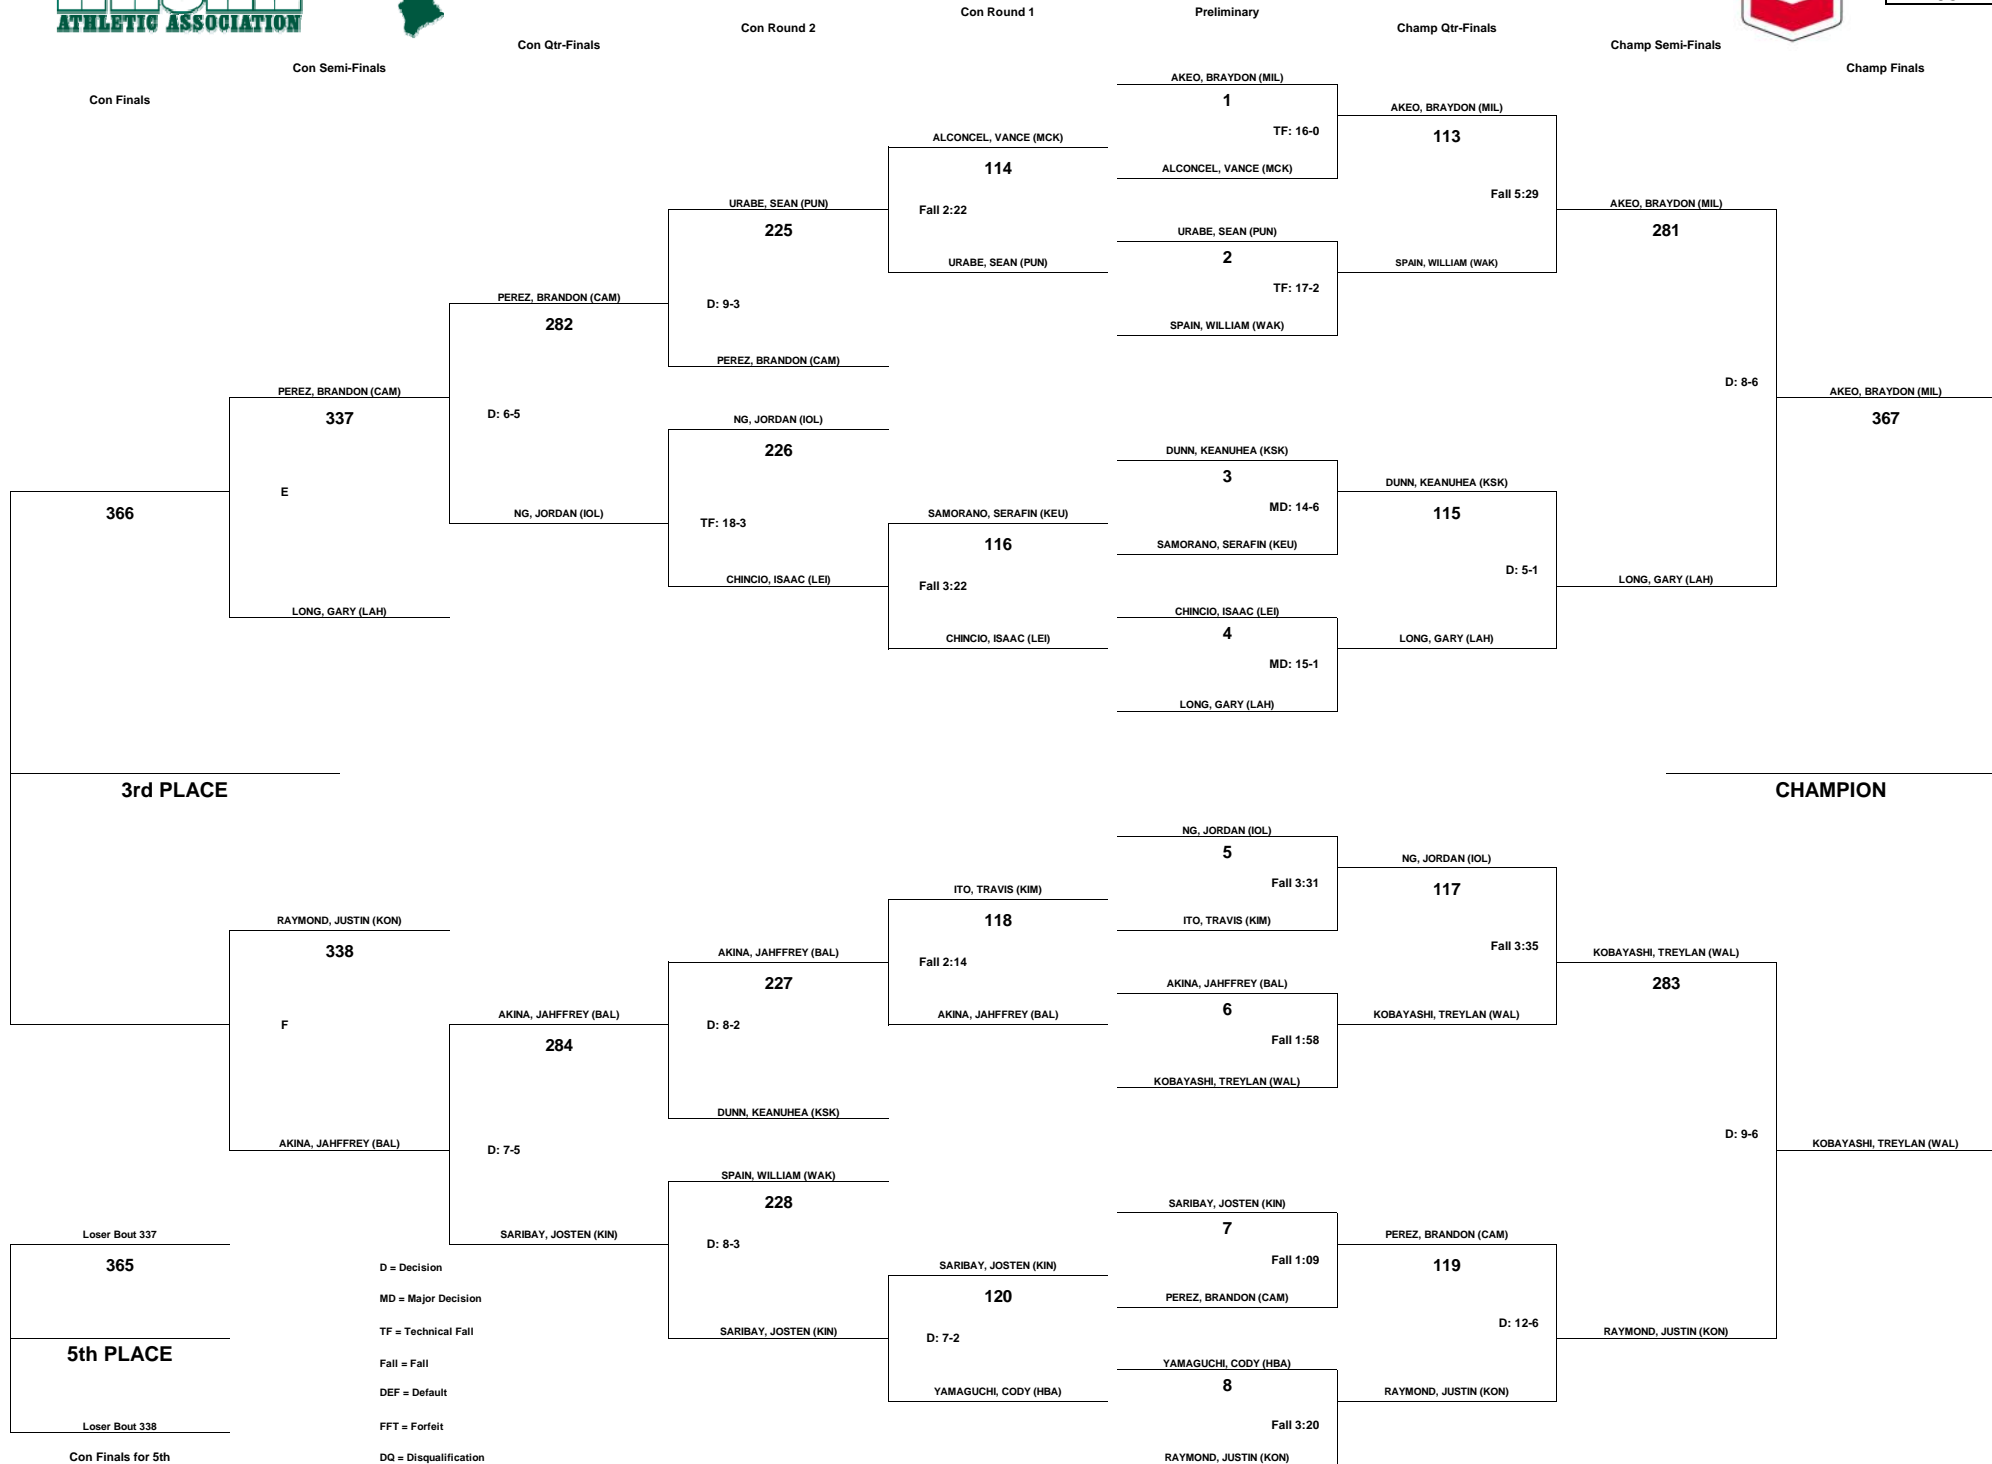 ATHLETIC ASSOCIATION
Con Finals
Con Semi-Finals
Con Qtr-Finals
Con Round 2
Con Round 1
Preliminary
Champ Qtr-Finals
Champ Semi-Finals
Champ Finals
AKEO, BRAYDON (MIL)
1
TF: 16-0
ALCONCEL, VANCE (MCK)
URABE, SEAN (PUN)
2
TF: 17-2
SPAIN, WILLIAM (WAK)
DUNN, KEANUHEA (KSK)
3
MD: 14-6
SAMORANO, SERAFIN (KEU)
CHINCIO, ISAAC (LEI)
4
MD: 15-1
LONG, GARY (LAH)
NG, JORDAN (IOL)
5
Fall 3:31
ITO, TRAVIS (KIM)
AKINA, JAHFFREY (BAL)
6
Fall 1:58
KOBAYASHI, TREYLAN (WAL)
SARIBAY, JOSTEN (KIN)
7
Fall 1:09
PEREZ, BRANDON (CAM)
YAMAGUCHI, CODY (HBA)
8
Fall 3:20
RAYMOND, JUSTIN (KON)
AKEO, BRAYDON (MIL)
113
Fall 5:29
SPAIN, WILLIAM (WAK)
DUNN, KEANUHEA (KSK)
115
D: 5-1
LONG, GARY (LAH)
NG, JORDAN (IOL)
117
Fall 3:35
KOBAYASHI, TREYLAN (WAL)
PEREZ, BRANDON (CAM)
119
D: 12-6
RAYMOND, JUSTIN (KON)
AKEO, BRAYDON (MIL)
281
D: 8-6
LONG, GARY (LAH)
KOBAYASHI, TREYLAN (WAL)
283
D: 9-6
RAYMOND, JUSTIN (KON)
AKEO, BRAYDON (MIL)
367
KOBAYASHI, TREYLAN (WAL)
CHAMPION
ALCONCEL, VANCE (MCK)
114
Fall 2:22
URABE, SEAN (PUN)
SAMORANO, SERAFIN (KEU)
116
Fall 3:22
CHINCIO, ISAAC (LEI)
ITO, TRAVIS (KIM)
118
Fall 2:14
AKINA, JAHFFREY (BAL)
SARIBAY, JOSTEN (KIN)
120
D: 7-2
YAMAGUCHI, CODY (HBA)
URABE, SEAN (PUN)
225
D: 9-3
PEREZ, BRANDON (CAM)
NG, JORDAN (IOL)
226
TF: 18-3
CHINCIO, ISAAC (LEI)
AKINA, JAHFFREY (BAL)
227
D: 8-2
DUNN, KEANUHEA (KSK)
SPAIN, WILLIAM (WAK)
228
D: 8-3
SARIBAY, JOSTEN (KIN)
PEREZ, BRANDON (CAM)
282
D: 6-5
NG, JORDAN (IOL)
AKINA, JAHFFREY (BAL)
284
D: 7-5
SARIBAY, JOSTEN (KIN)
PEREZ, BRANDON (CAM)
337
E
LONG, GARY (LAH)
RAYMOND, JUSTIN (KON)
338
F
AKINA, JAHFFREY (BAL)
366
3rd PLACE
Loser Bout 337
365
5th PLACE
Loser Bout 338
Con Finals for 5th
D = Decision
MD = Major Decision
TF = Technical Fall
Fall = Fall
DEF = Default
FFT = Forfeit
DQ = Disqualification